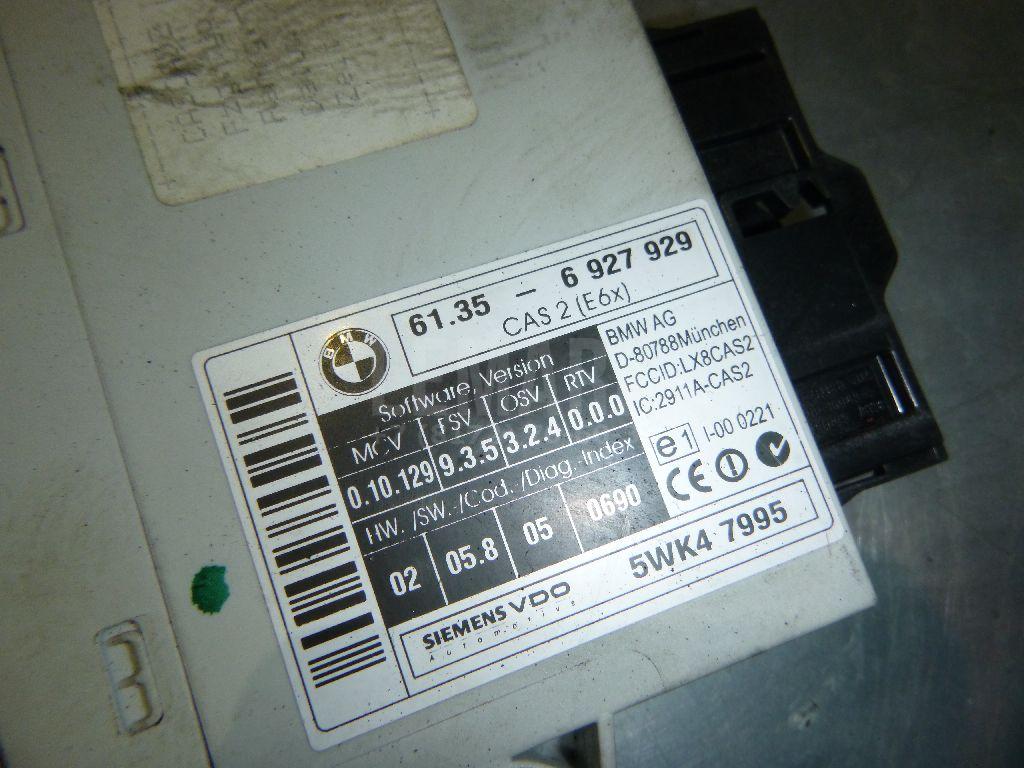 61.35 - 6 927 929
CAS 2 (E6x)
BMW
Software, Version
MCV FSV OSV RTV
0.10.129 9.3.5 3.2.4 0.0.0
HW. /SW.-/Cod. /Diag.-Index
02 05.8 05 0690
BMW AG
D-80788München
FCCID:LX8CAS2
IC:2911A-CAS2
e1 I-00 0221
CE
SIEMENS VDO
Automotive
5WK4 7995